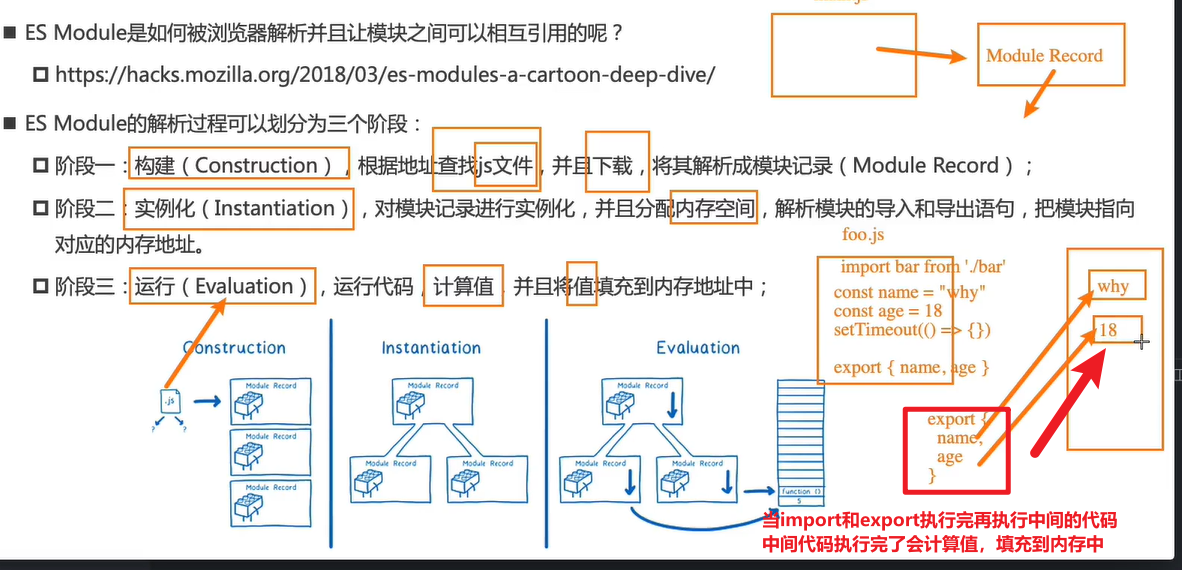 ■ ES Module是如何被浏览器解析并且让模块之间可以相互引用的呢？
https://hacks.mozilla.org/2018/03/es-modules-a-cartoon-deep-dive/
Module Record
■ ES Module的解析过程可以划分为三个阶段：
阶段一：构建（Construction），根据地址查找js文件，并且下载，将其解析成模块记录（Module Record）；
阶段二：实例化（Instantiation），对模块记录进行实例化，并且分配内存空间，解析模块的导入和导出语句，把模块指向
对应的内存地址。
阶段三：运行（Evaluation），运行代码，计算值，并且将值填充到内存地址中；
foo.js
import bar from './bar'
const name = "why"
const age = 18
setTimeout(() => {})
export { name, age }
why
18
export {
name,
age
}
Construction
.js
?
?
Module Record
Module Record
Module Record
Instantiation
Module Record
Module Record
Module Record
Evaluation
Module Record
Module Record
Module Record
function ()
5
当import和export执行完再执行中间的代码
中间代码执行完了会计算值，填充到内存中